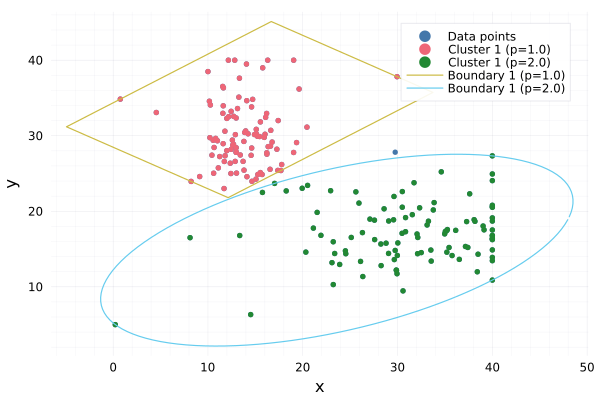 Data points
Cluster 1 (p=1.0)
Cluster 1 (p=2.0)
Boundary 1 (p=1.0)
Boundary 1 (p=2.0)
40
30
20
10
y
0 10 20 30 40 50
x